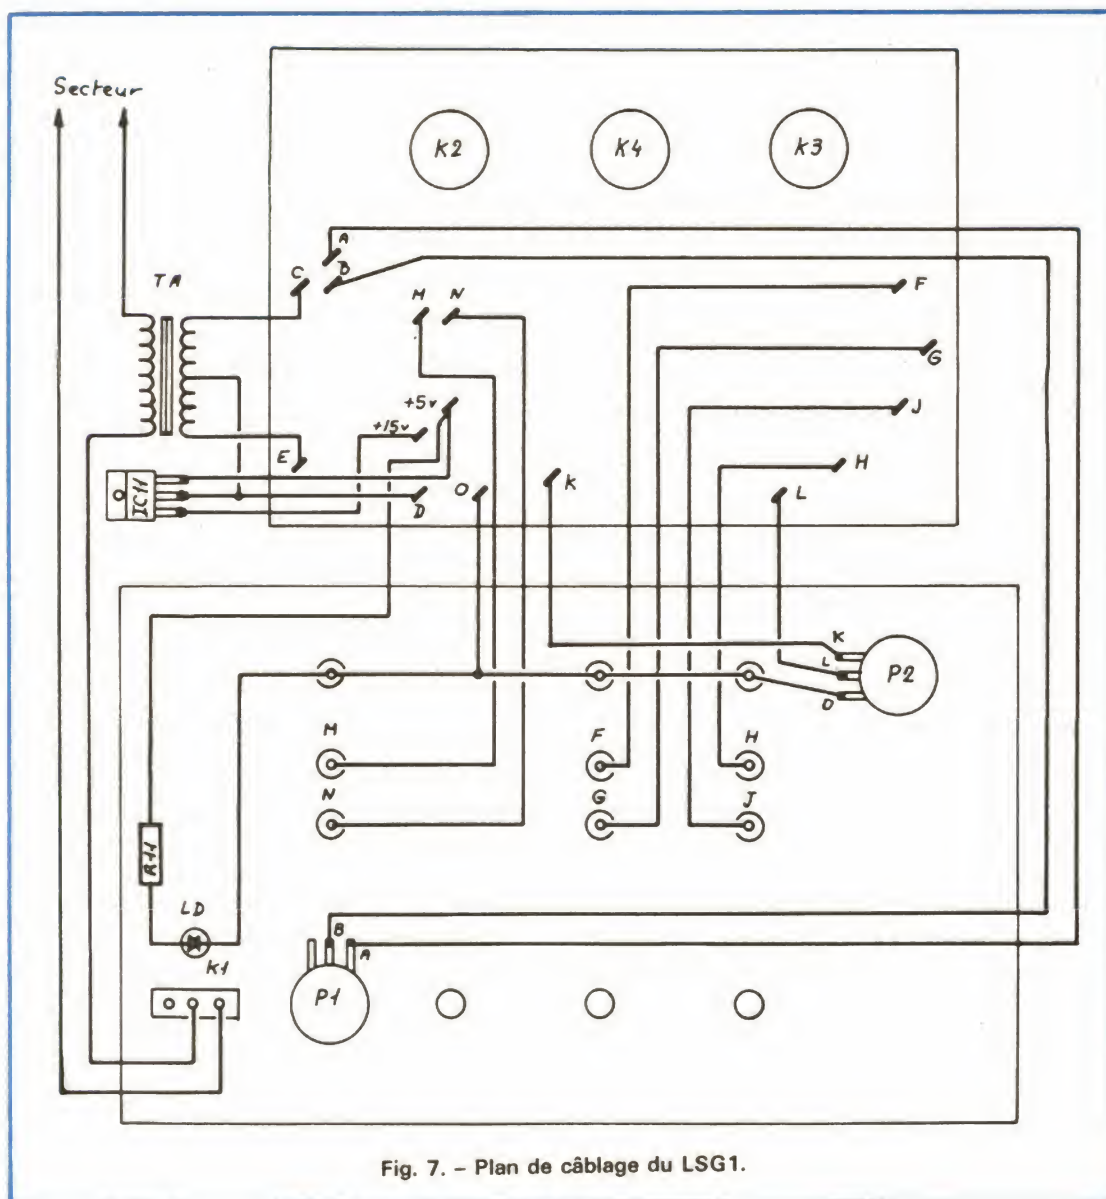 Secteur
K2 K4 K3
A
B
C
TA
M N
F
G
+5v
+15v
J
E
H
K
L
O
D
IC11
K
L
P2
O
M
F
H
N
G
J
R11
LD
B
A
K1
P1
Fig. 7. – Plan de câblage du LSG1.